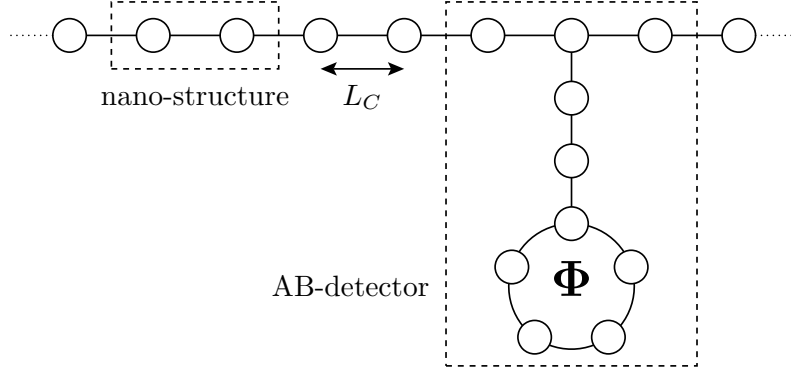 nano-structure
L_C
AB-detector
Φ